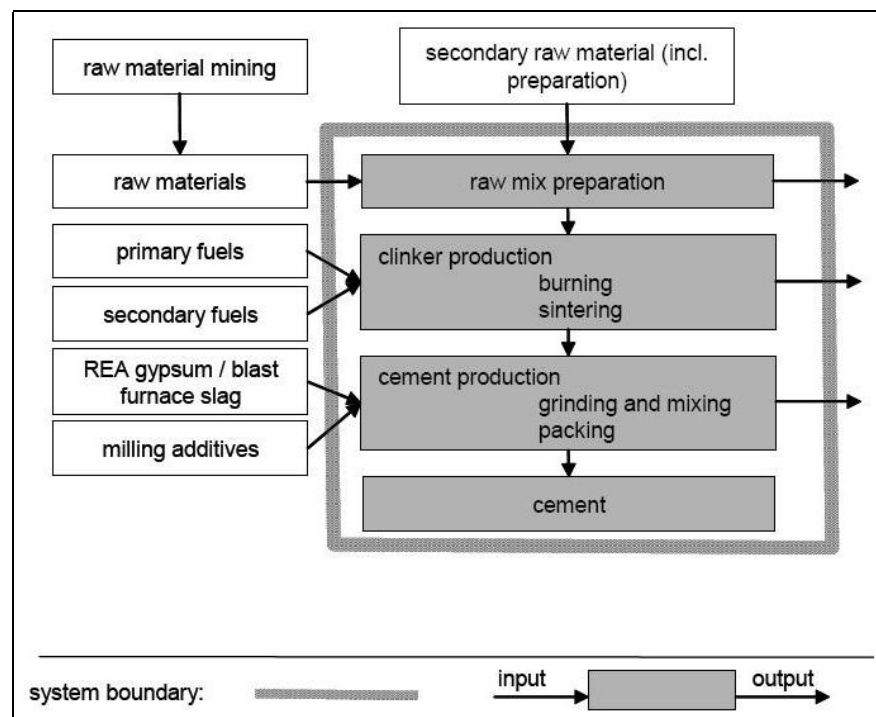 raw material mining
secondary raw material (incl.
preparation)
raw materials
raw mix preparation
primary fuels
secondary fuels
clinker production
burning
sintering
REA gypsum / blast
furnace slag
milling additives
cement production
grinding and mixing
packing
cement
system boundary:
input
output